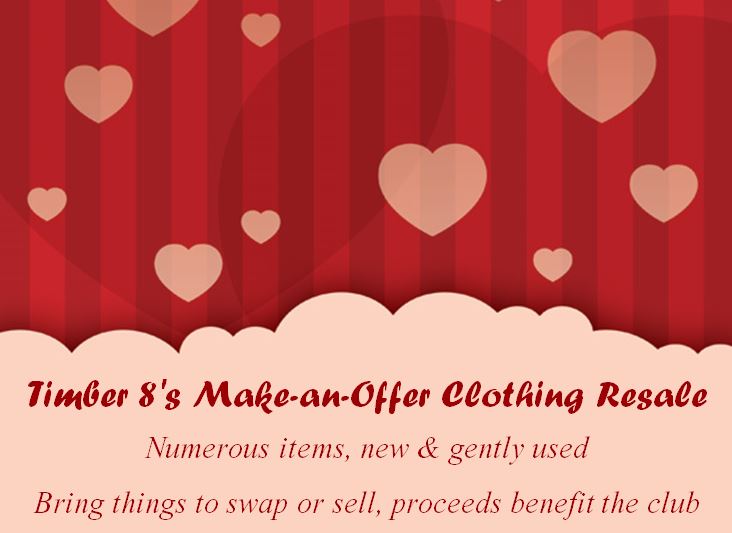 Timber 8's Make-an-Offer Clothing Resale
Numerous items, new & gently used
Bring things to swap or sell, proceeds benefit the club